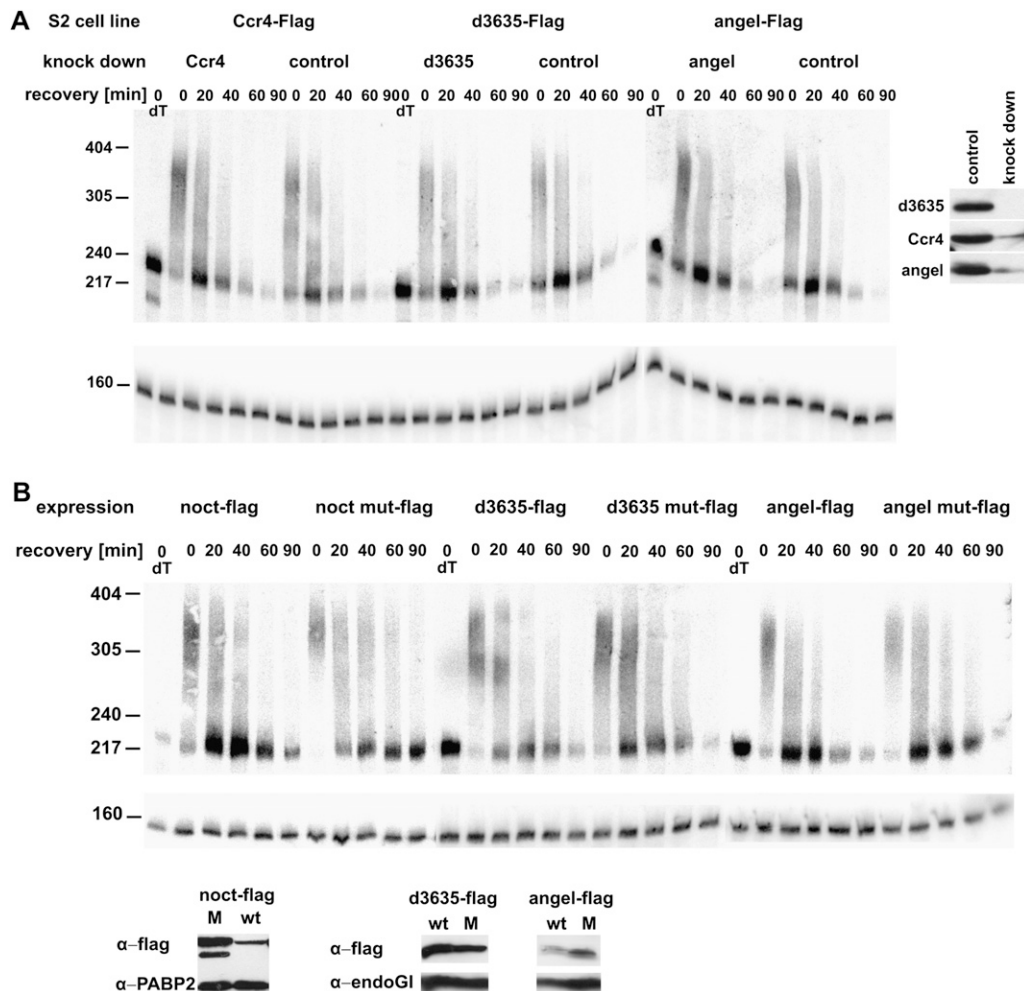 A S2 cell line Ccr4-Flag d3635-Flag angel-Flag
knock down Ccr4 control d3635 control angel control
recovery [min] 0 0 20 40 60 90 0 20 40 60 90 0 0 20 40 60 90 0 20 40 60 90 0 0 20 40 60 90 0 20 40 60 90
dT dT dT
404
305
240
217
160
control knock down
d3635
Ccr4
angel
B expression noct-flag noct mut-flag d3635-flag d3635 mut-flag angel-flag angel mut-flag
recovery [min] 0 0 20 40 60 90 0 20 40 60 90 0 0 20 40 60 90 0 20 40 60 90 0 0 20 40 60 90 0 20 40 60 90
dT dT dT
404
305
240
217
160
noct-flag d3635-flag angel-flag
M wt wt M wt M
α-flag α-flag
α-PABP2 α-endoGI